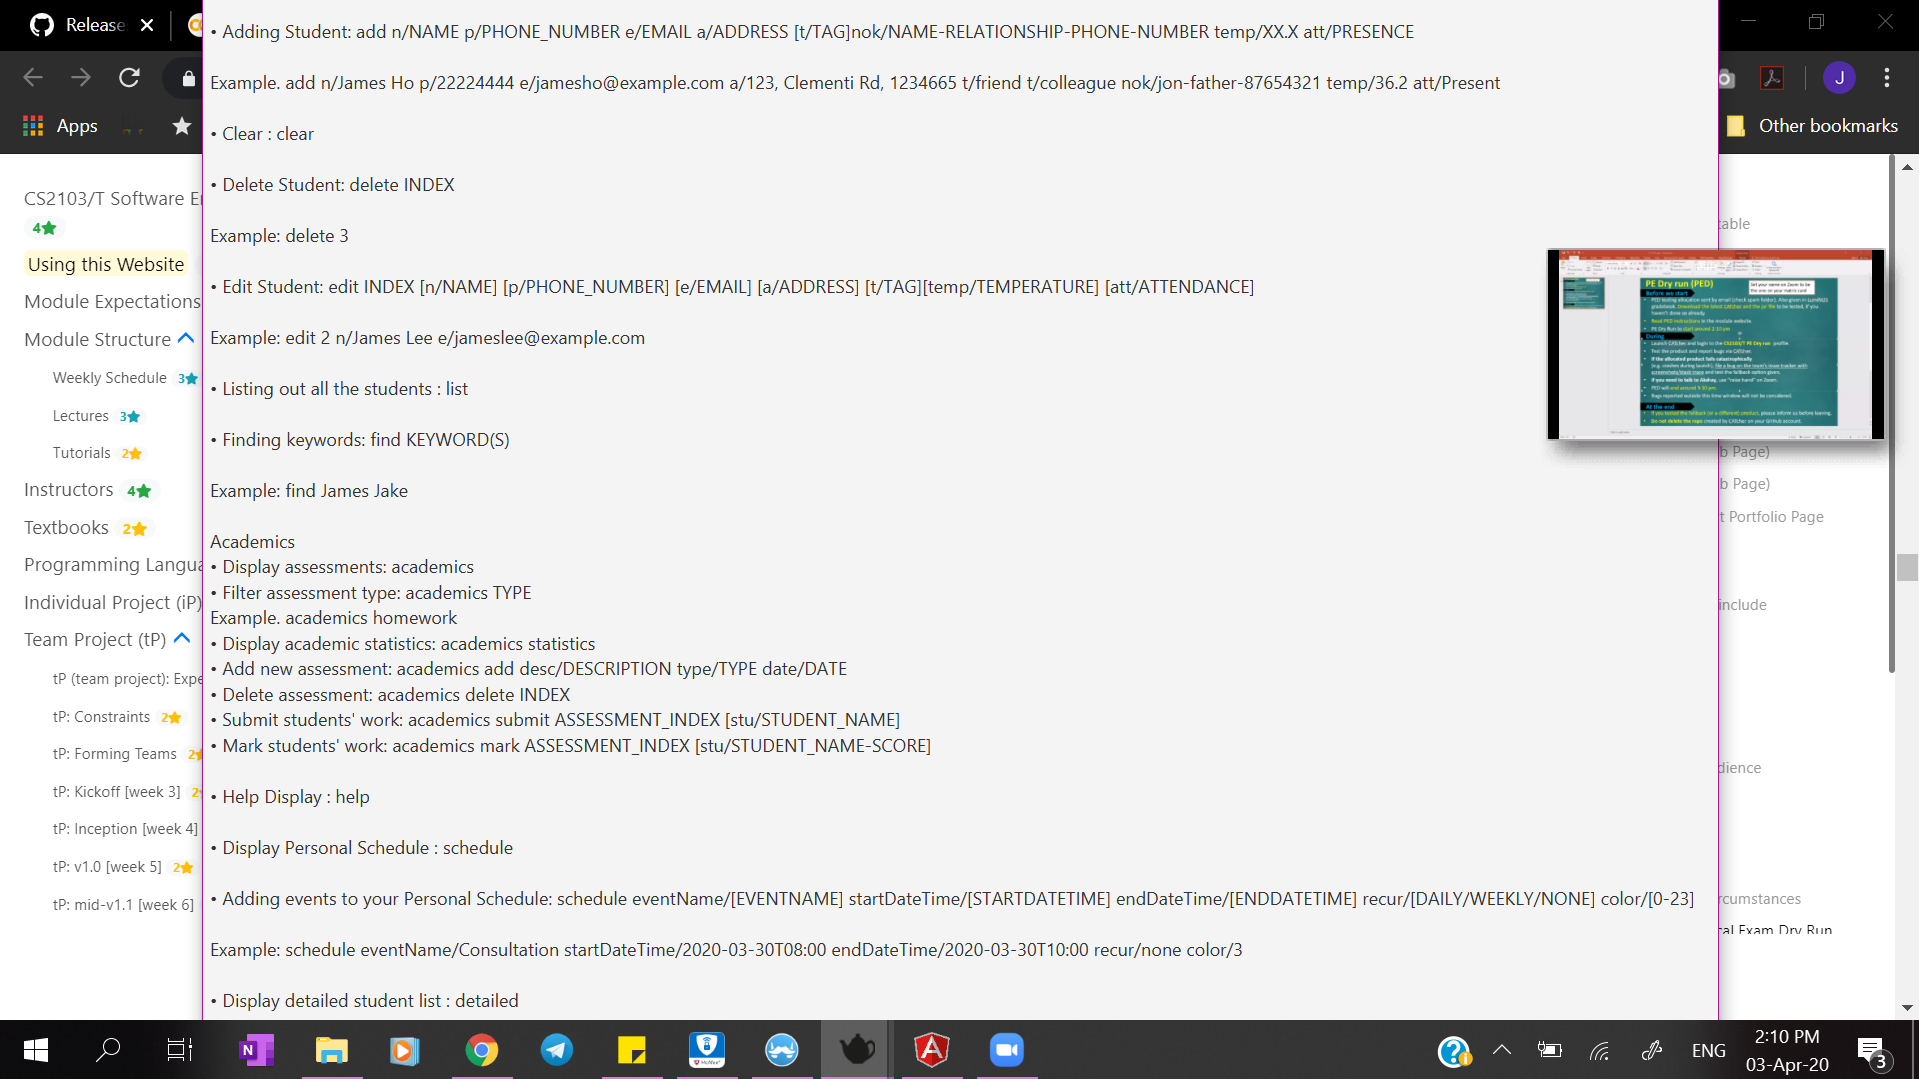 Release
• Adding Student: add n/NAME p/PHONE_NUMBER e/EMAIL a/ADDRESS [t/TAG]nok/NAME-RELATIONSHIP-PHONE-NUMBER temp/XX.X att/PRESENCE
Example. add n/James Ho p/22224444 e/jamesho@example.com a/123, Clementi Rd, 1234665 t/friend t/colleague nok/jon-father-87654321 temp/36.2 att/Present
J
Apps
• Clear : clear
Other bookmarks
CS2103/T Software
4
• Delete Student: delete INDEX
Example: delete 3
Using this Website
Module Expectations
Module Structure
Weekly Schedule 3
Lectures 3
Tutorials 2
Instructors 4
Textbooks 2
Individual Project (iP)
Team Project (tP)
tP (team project):
tP: Constraints 2
tP: Forming Teams 2
tP: Kickoff [week 3] 2
tP: Inception [week 4]
tP: v1.0 [week 5] 2
tP: mid-v1.1 [week 6]
• Edit Student: edit INDEX [n/NAME] [p/PHONE_NUMBER] [e/EMAIL] [a/ADDRESS] [t/TAG][temp/TEMPERATURE] [att/ATTENDANCE]
Example: edit 2 n/James Lee e/jameslee@example.com
• Listing out all the students : list
• Finding keywords: find KEYWORD(S)
Example: find James Jake
Academics
• Display assessments: academics
• Filter assessment type: academics TYPE
Example. academics homework
• Display academic statistics: academics statistics
• Add new assessment: academics add desc/DESCRIPTION type/TYPE date/DATE
• Delete assessment: academics delete INDEX
• Submit students' work: academics submit ASSESSMENT_INDEX [stu/STUDENT_NAME]
• Mark students' work: academics mark ASSESSMENT_INDEX [stu/STUDENT_NAME-SCORE]
• Help Display : help
• Display Personal Schedule : schedule
• Adding events to your Personal Schedule: schedule eventName/[EVENTNAME] startDateTime/[STARTDATETIME] endDateTime/[ENDDATETIME] recur/[DAILY/WEEKLY/NONE] color/[0-23]
Example: schedule eventName/Consultation startDateTime/2020-03-30T08:00 endDateTime/2020-03-30T10:00 recur/none color/3
• Display detailed student list : detailed
PE Dry run (PED)
Before we start
During
At the end
b Page)
b Page)
t Portfolio Page
include
ENG
2:10 PM
03-Apr-20
3